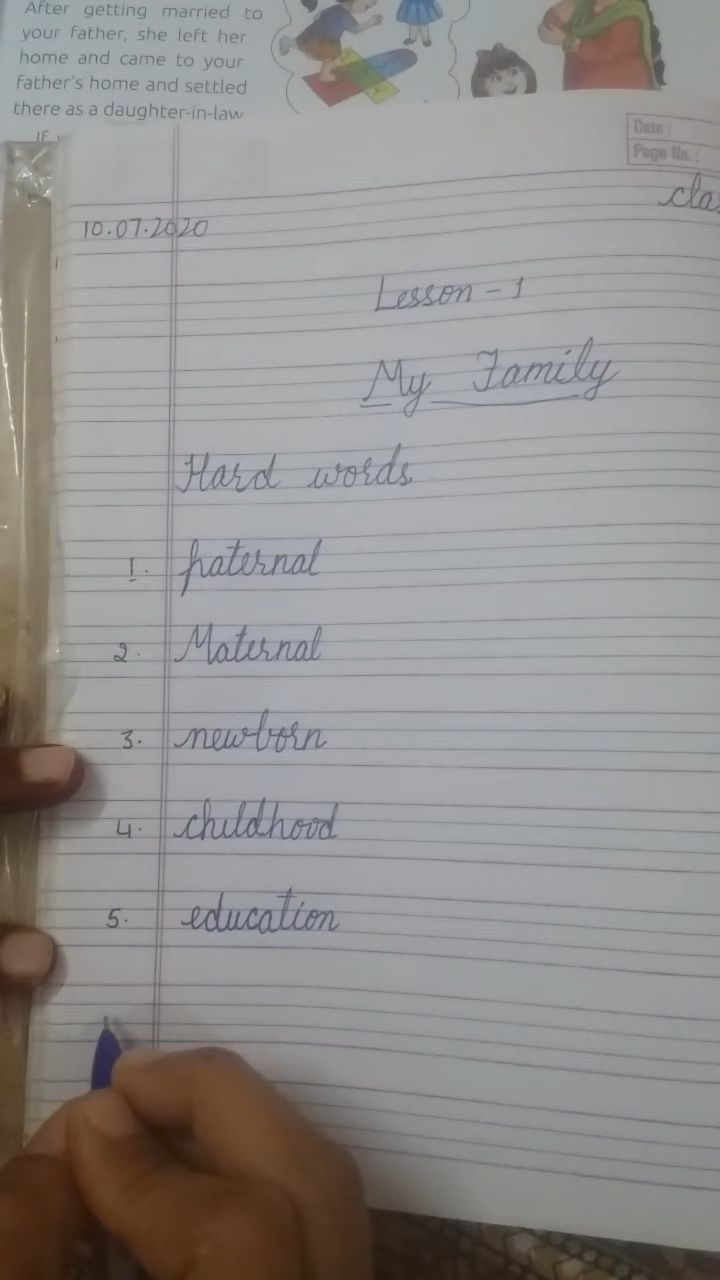 After getting married to
your father, she left her
home and came to your
father's home and settled
there as a daughter-in-law
If
Date :
Page No. :
10.07.2020
Lesson - 1
My Family
Hard words
1. paternal
2. Maternal
3. newborn
4. childhood
5. education